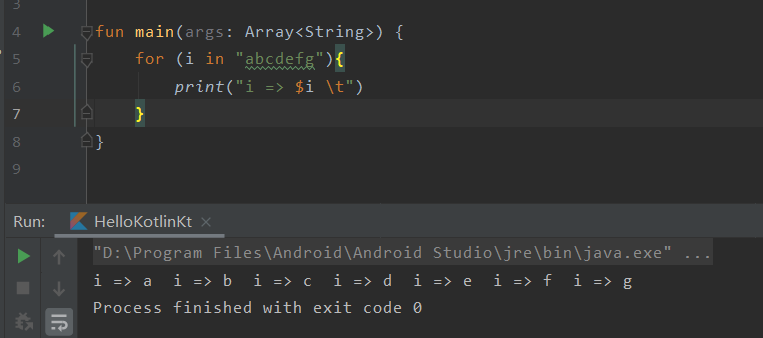 3
4 fun main(args: Array<String>) {
5 for (i in "abcdefg"){
6 print("i => $i \t")
7 }
8 }
9
Run: HelloKotlinKt ×
"D:\Program Files\Android\Android Studio\jre\bin\java.exe" ...
i => a i => b i => c i => d i => e i => f i => g
Process finished with exit code 0